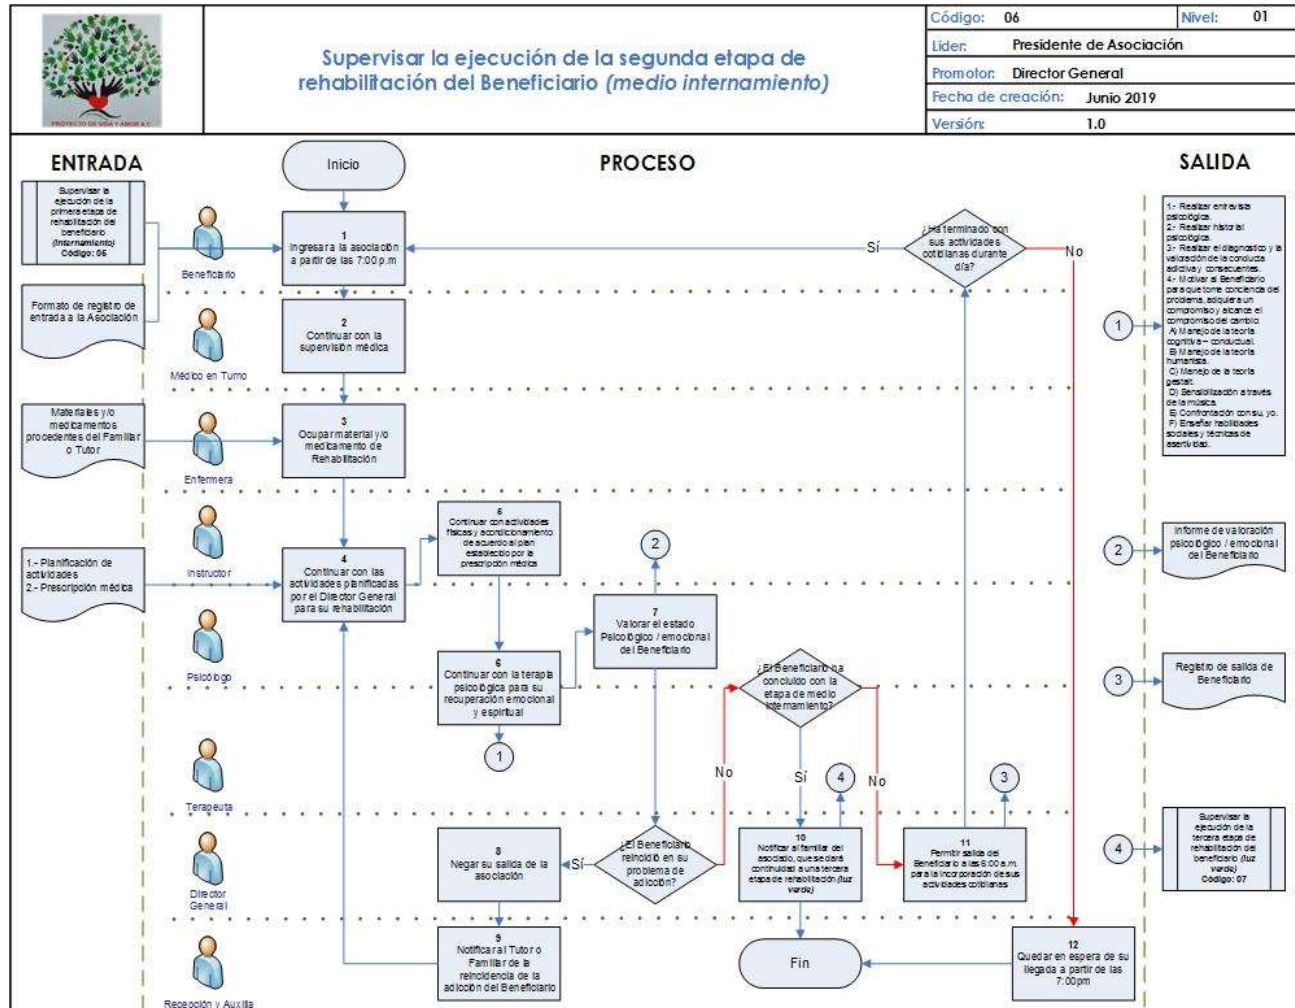 PROYECTO DE VIDA Y AMOR A.C
Supervisar la ejecución de la segunda etapa de
rehabilitación del Beneficiario (medio internamiento)
Código: 06
Nivel: 01
Lider: Presidente de Asociación
Promotor: Director General
Fecha de creación: Junio 2019
Versión: 1.0
ENTRADA
PROCESO
SALIDA
Supervisar la
ejecución de la
primera etapa de
rehabilitación del
beneficiario
(Internamiento)
Código: 05
Formato de registro de
entrada a la Asociación
Materiales y/o
medicamentos
procedentes del Familiar
o Tutor
1.- Planificación de
actividades
2.- Prescripción médica
Beneficiario
Médico en Turno
Enfermera
Instructor
Psicólogo
Terapeuta
Director
General
Recepción y Auxilia
Inicio
1
Ingresar a la asociación
a partir de las 7:00 p.m
2
Continuar con la
supervisión médica
3
Ocupar material y/o
medicamento de
Rehabilitación
4
Continuar con las
actividades planificadas
por el Director General
para su rehabilitación
5
Continuar con actividades
físicas y acondicionamiento
de acuerdo al plan
establecido por la
prescripción médica
6
Continuar con la terapia
psicológica para su
recuperación emocional
y espiritual
1
2
7
Valorar el estado
Psicológico / emocional
del Beneficiario
¿El Beneficiario
reincidió en su
problema de
adicción?
Sí
No
8
Negar su salida de la
asociación
9
Notificar al Tutor o
Familiar de la
reincidencia de la
adicción del Beneficiario
¿El Beneficiario ha
concluido con la
etapa de medio
internamiento?
Sí
No
4
3
10
Notificar al familiar del
asociado, que se dará
continuidad a una tercera
etapa de rehabilitación (luz
verde)
11
Permitir salida del
Beneficiario a las 6:00 a.m.
para la incorporación de sus
actividades cotidianas
¿Ha terminado con
sus actividades
cotidianas durante
día?
Sí
No
12
Quedar en espera de su
llegada a partir de las
7:00pm
Fin
1
1.- Realizar entrevista
psicológica.
2.- Realizar historial
psicológica.
3.- Realizar el diagnostico y la
valoración de la conducta
adictiva y consecuentes.
4.- Motivar al Beneficiario
para que tome conciencia del
problema, adquiera un
compromiso y alcance el
compromiso del cambio:
A) Manejo de la teoría
cognitiva – conductual.
B) Manejo de la teoría
humanista.
C) Manejo de la teoría
gestalt.
D) Sensibilización a través
de la música.
E) Confrontación con su, yo.
F) Enseñar habilidades
sociales y técnicas de
asertividad.
2
Informe de valoración
psicológico / emocional
del Beneficiario
3
Registro de salida de
Beneficiario
4
Supervisar la
ejecución de la
tercera etapa de
rehabilitación del
beneficiario (luz
verde)
Código: 07